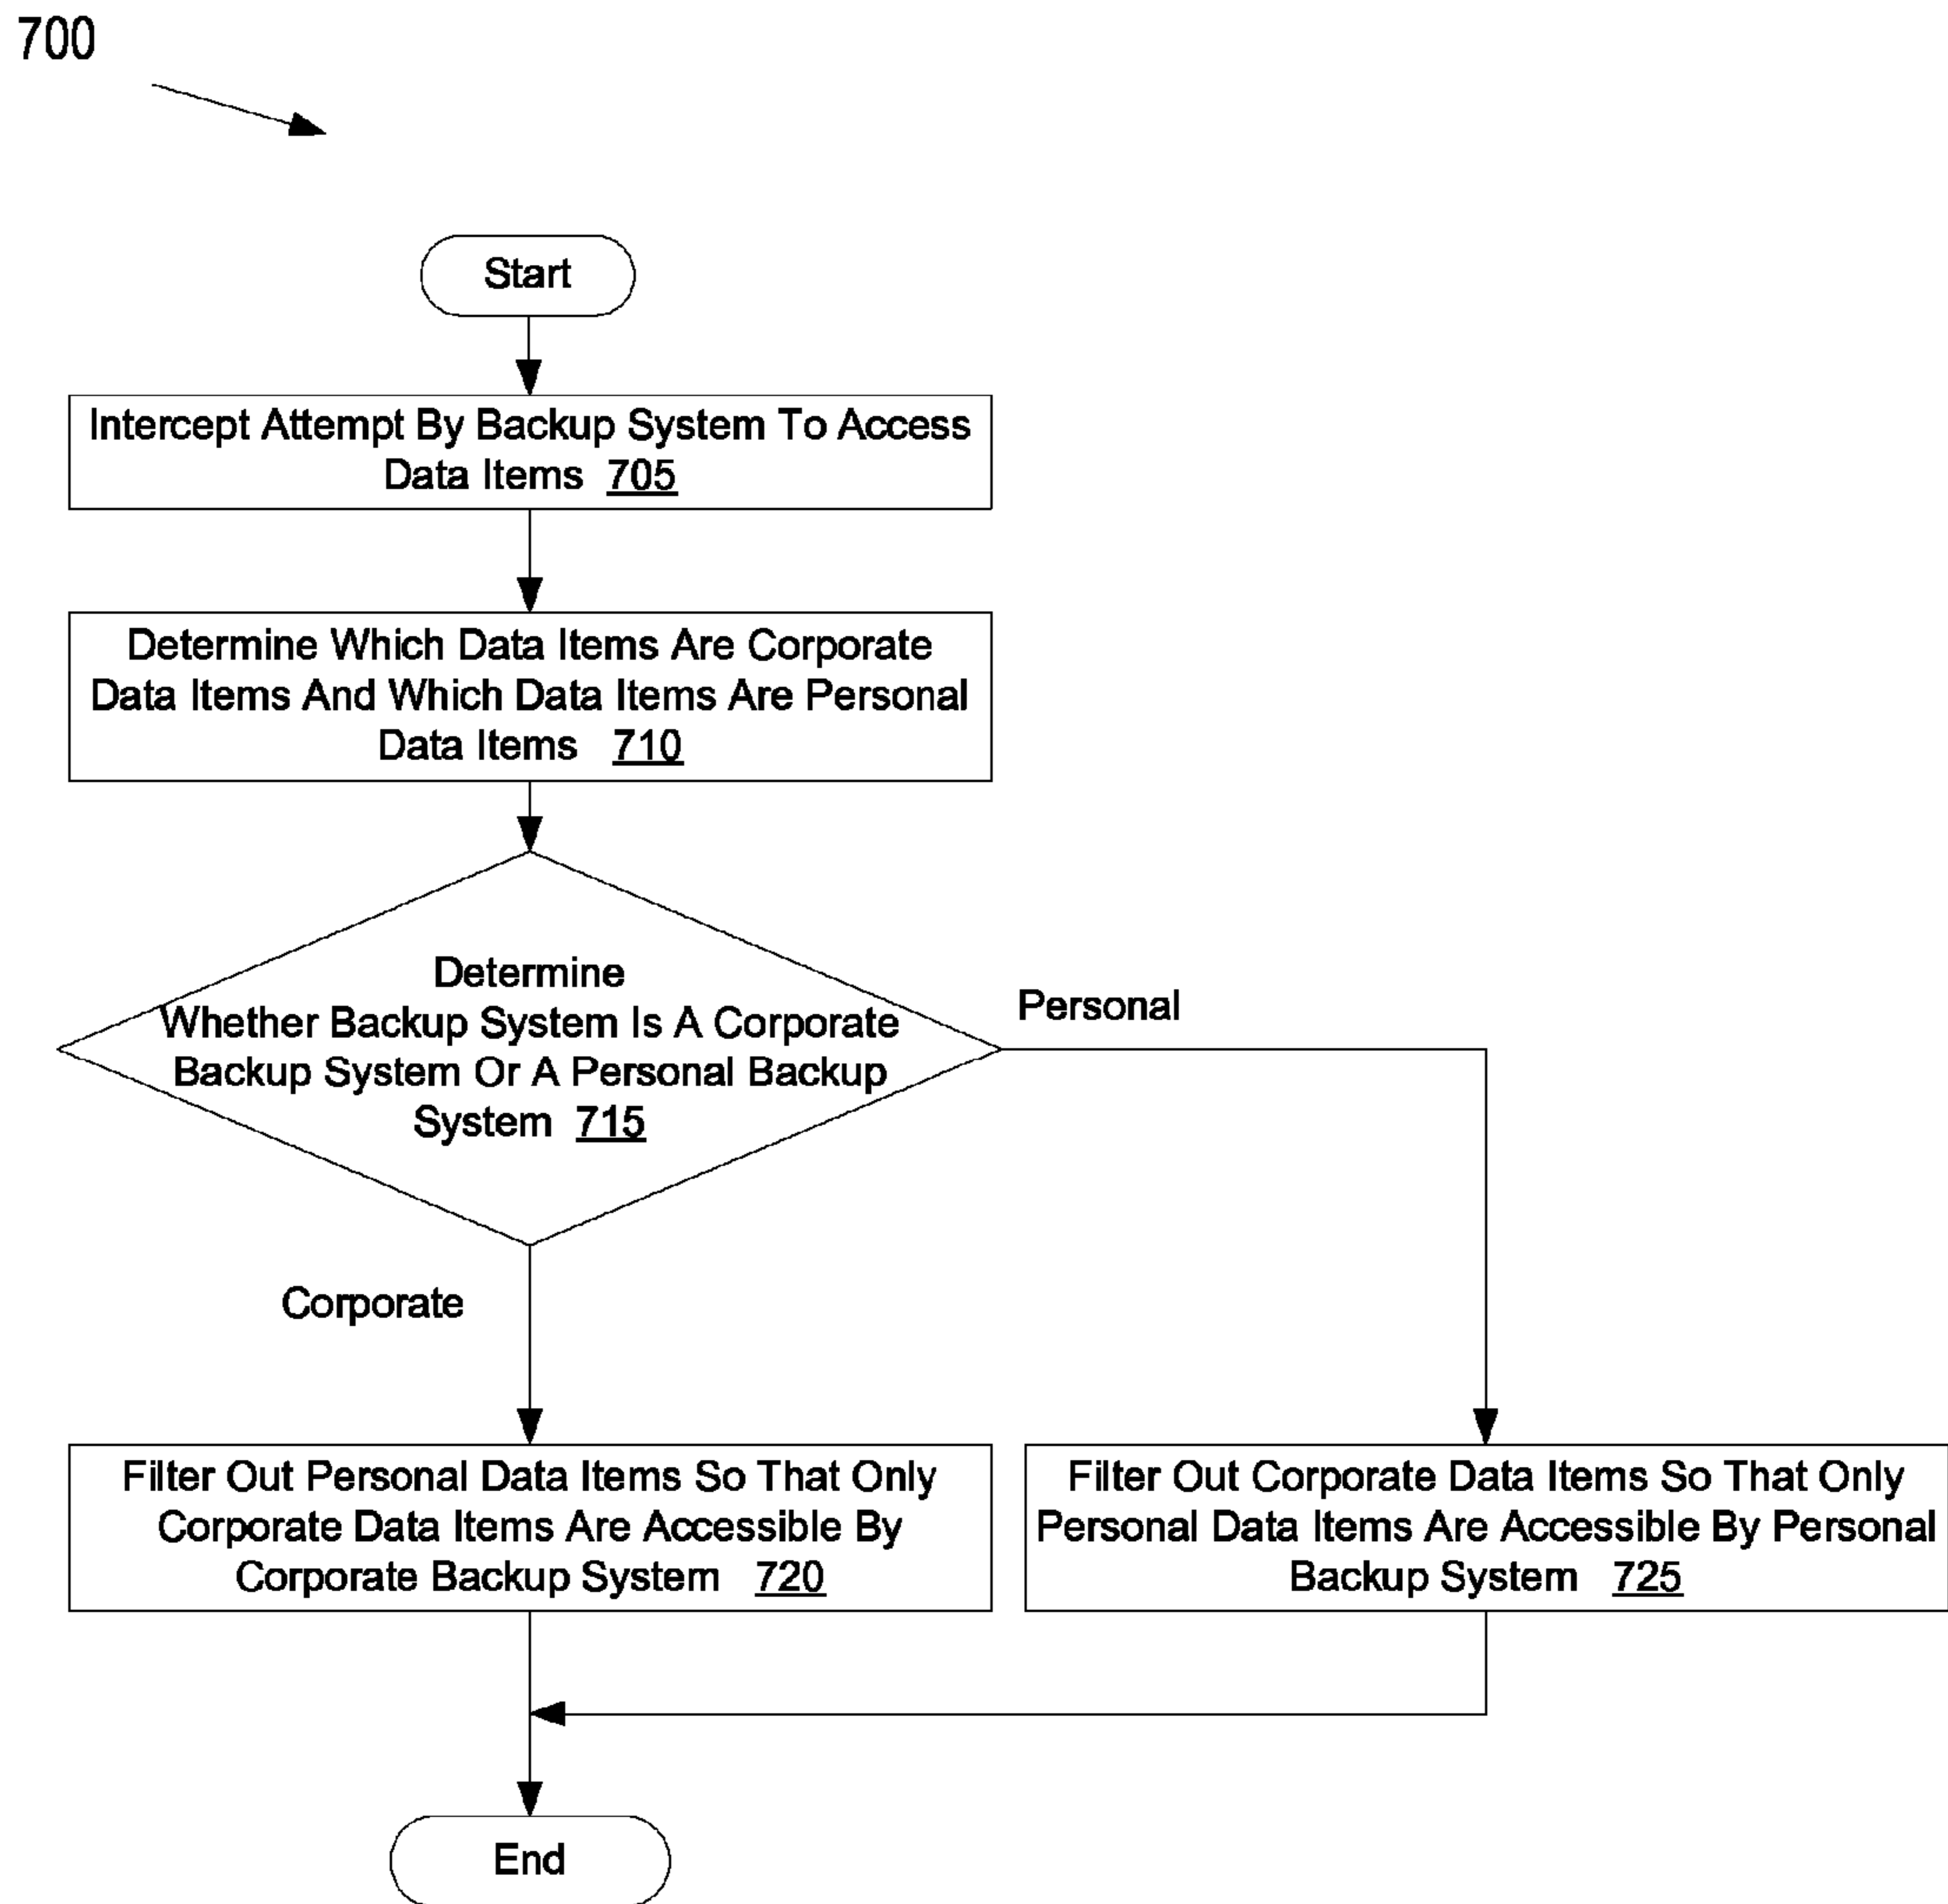 700
Start
Intercept Attempt By Backup System To Access
Data Items 705
Determine Which Data Items Are Corporate
Data Items And Which Data Items Are Personal
Data Items 710
Determine
Whether Backup System Is A Corporate
Backup System Or A Personal Backup
System 715
Personal
Corporate
Filter Out Personal Data Items So That Only
Corporate Data Items Are Accessible By
Corporate Backup System 720
Filter Out Corporate Data Items So That Only
Personal Data Items Are Accessible By Personal
Backup System 725
End